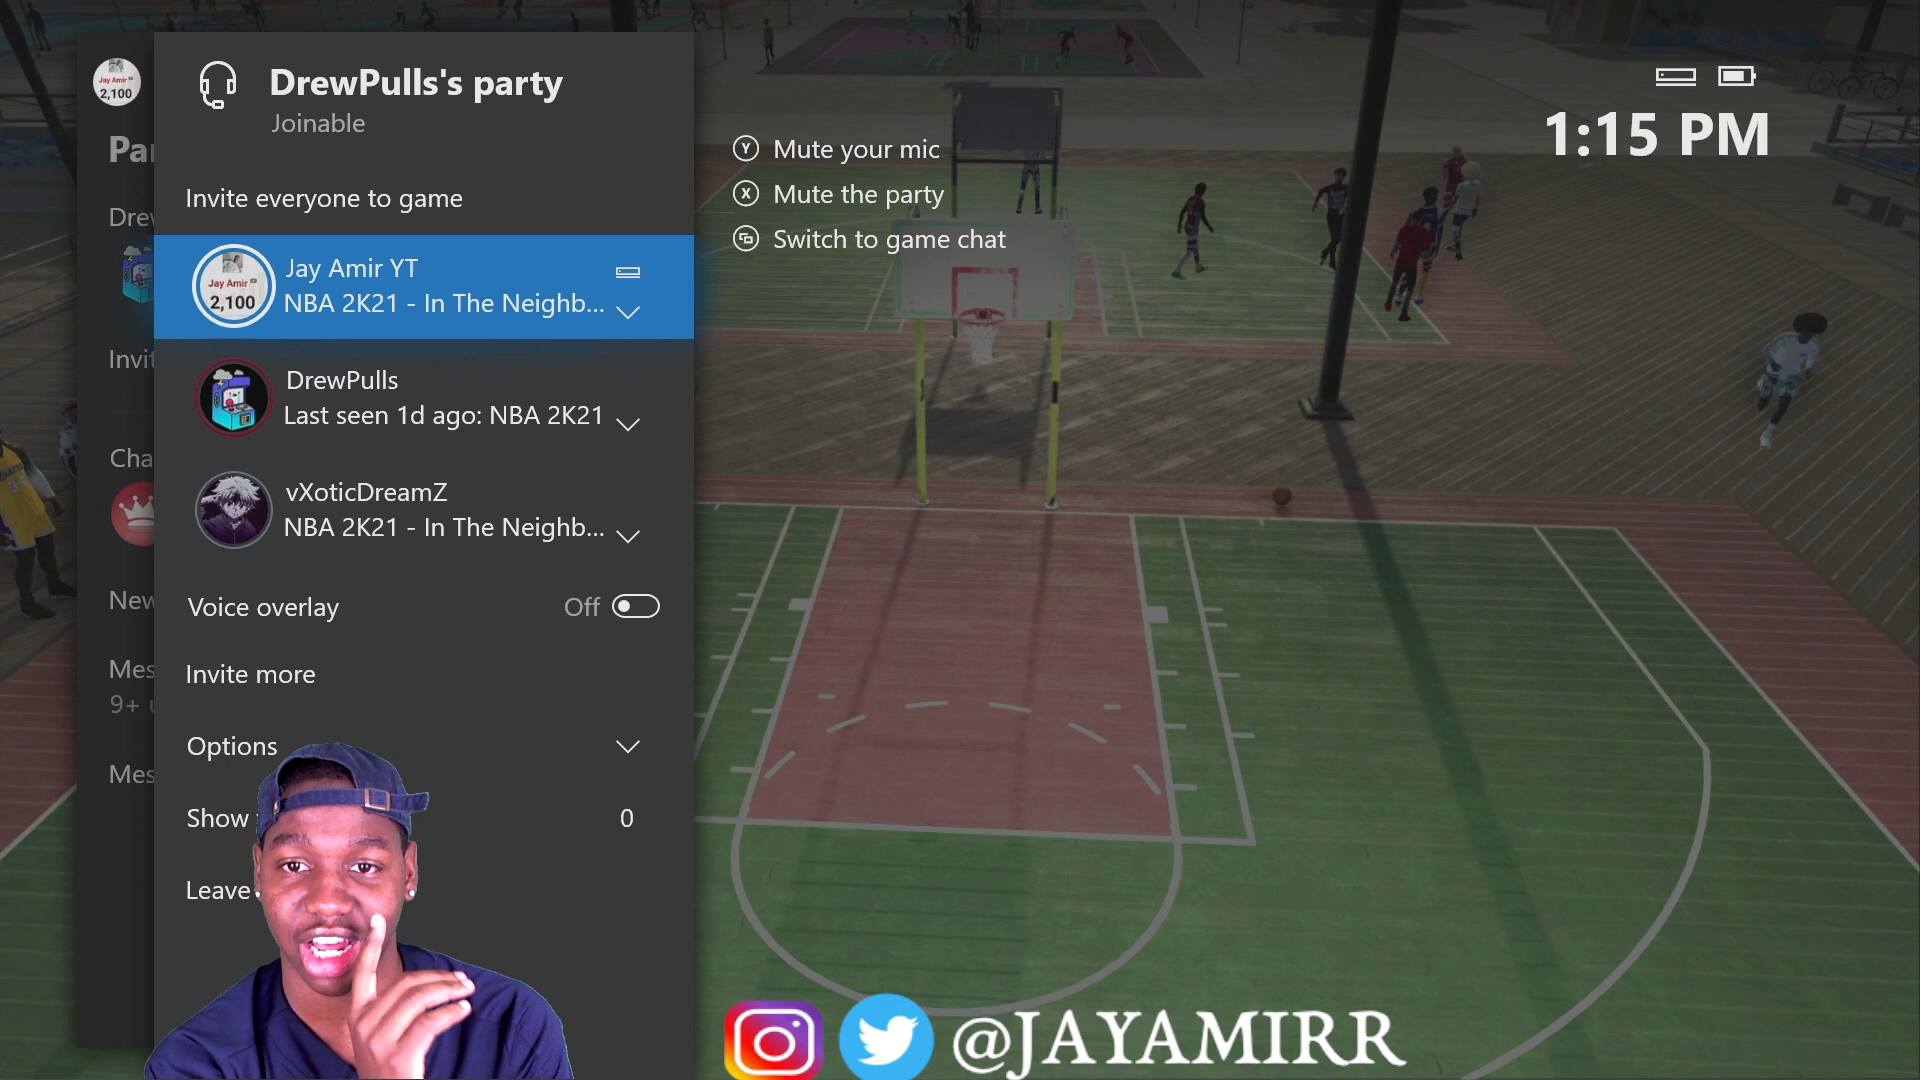 Jay Amir
2,100
DrewPulls's party
Joinable
1:15 PM
Mute your mic
Mute the party
Switch to game chat
Y
X
Par
Invite everyone to game
Drew
Jay Amir
2,100
Jay Amir YT
NBA 2K21 - In The Neighb...
Invit
DrewPulls
Last seen 1d ago: NBA 2K21
Cha
vXoticDreamZ
NBA 2K21 - In The Neighb...
New
Voice overlay
Off
Mes
9+
Invite more
Options
Mes
Show
0
Leave
@JAYAMIRR